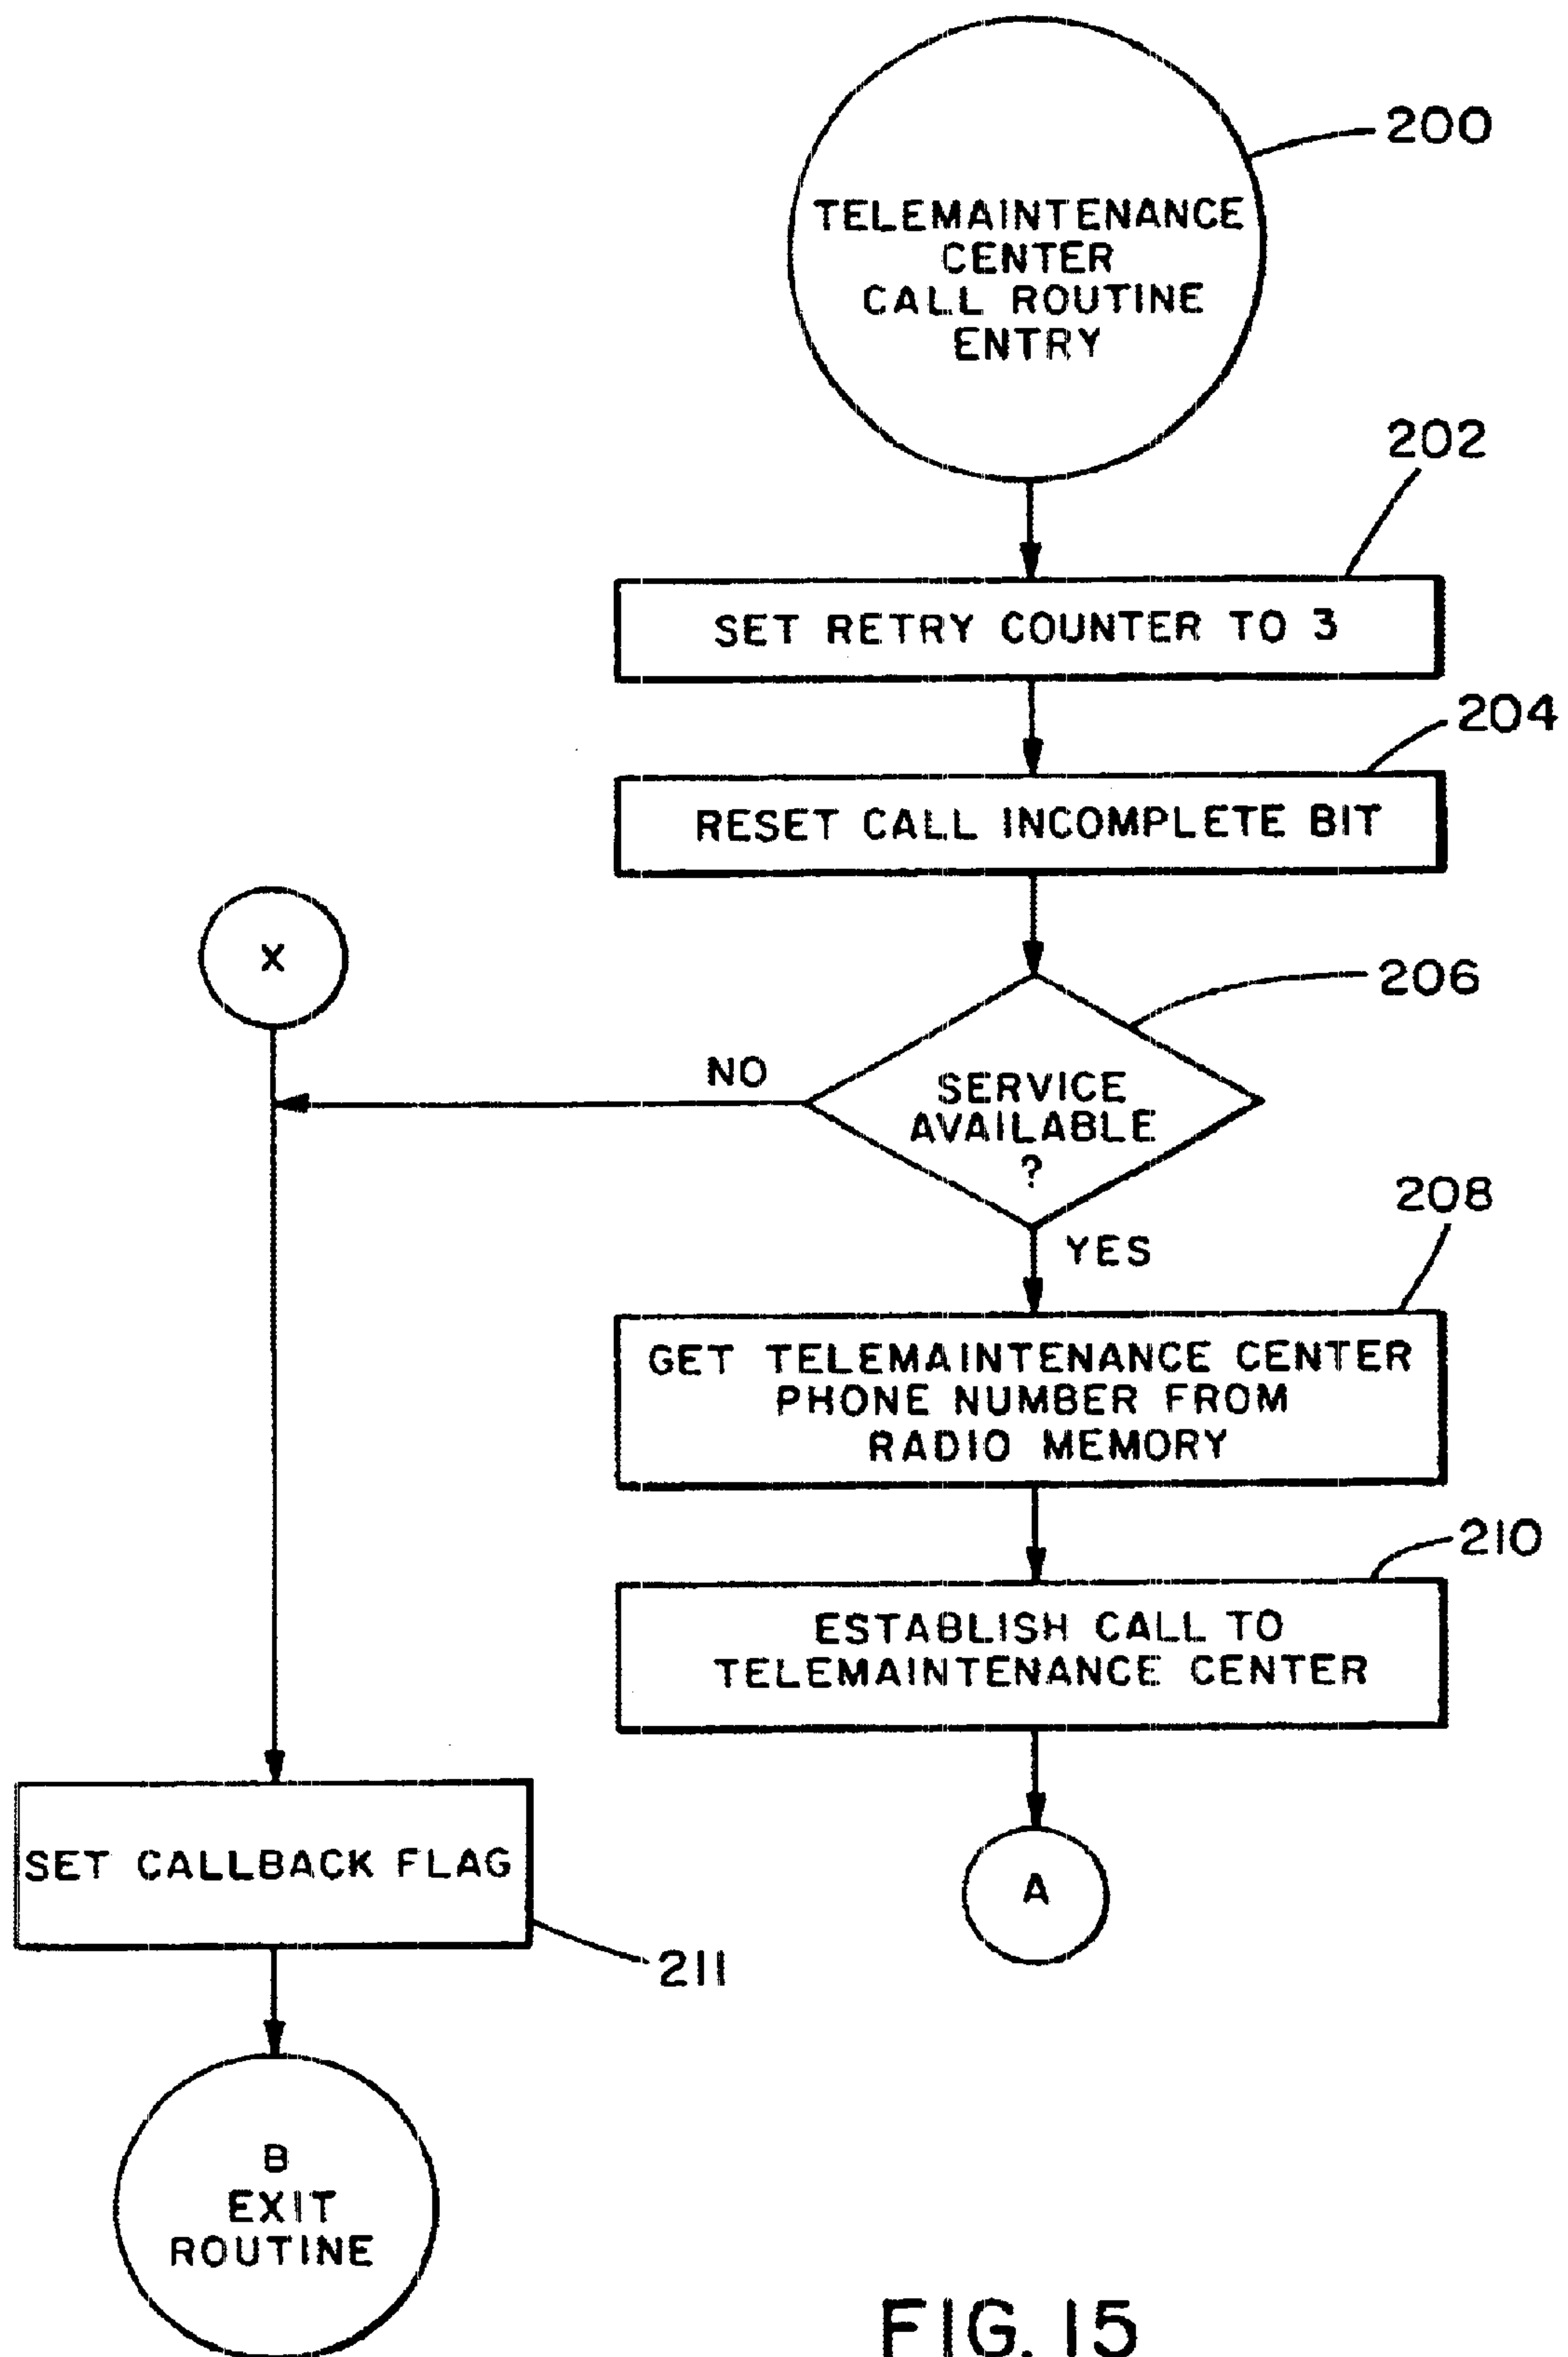 200
TELEMAINTENANCE
CENTER
CALL ROUTINE
ENTRY
202
SET RETRY COUNTER TO 3
204
RESET CALL INCOMPLETE BIT
X
206
NO
SERVICE
AVAILABLE
?
YES
208
GET TELEMAINTENANCE CENTER
PHONE NUMBER FROM
RADIO MEMORY
210
ESTABLISH CALL TO
TELEMAINTENANCE CENTER
A
SET CALLBACK FLAG
211
B
EXIT
ROUTINE
FIG. 15